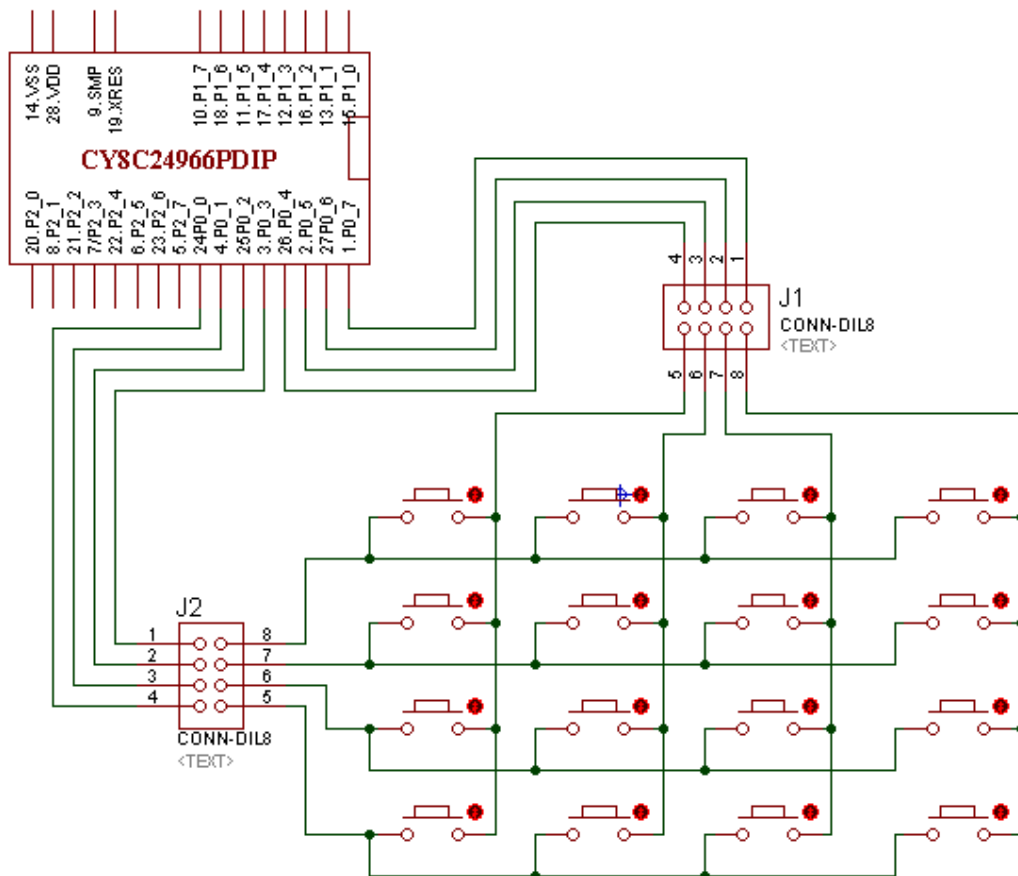 14.VSS
28.VDD
9.SMP
19.XRES
10.P1_7
18.P1_6
11.P1_5
17.P1_4
12.P1_3
16.P1_2
13.P1_1
15.P1_0
CY8C24966PDIP
20.P2_0
8.P2_1
21.P2_2
7/P2_3
22.P2_4
6.P2_5
23.P2_6
5.P2_7
24P0_0
4.P0_1
25P0_2
3.P0_3
26.P0_4
2.P0_5
27P0_6
1.P0_7
4 3 2 1
J1
CONN-DIL8
<TEXT>
5 6 7 8
J2
1 8
2 7
3 6
4 5
CONN-DIL8
<TEXT>